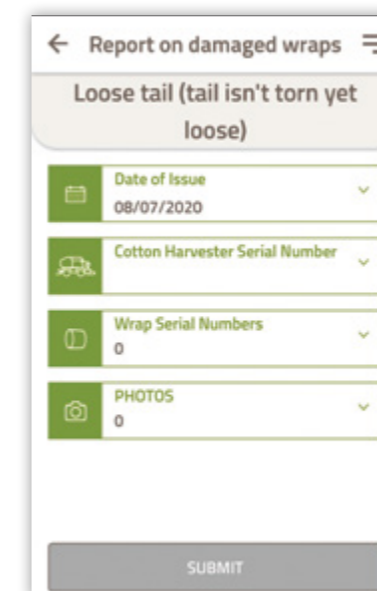 Report on damaged wraps
Loose tail (tail isn't torn yet
loose)
Date of Issue
08/07/2020
Cotton Harvester Serial Number
Wrap Serial Numbers
0
PHOTOS
0
SUBMIT